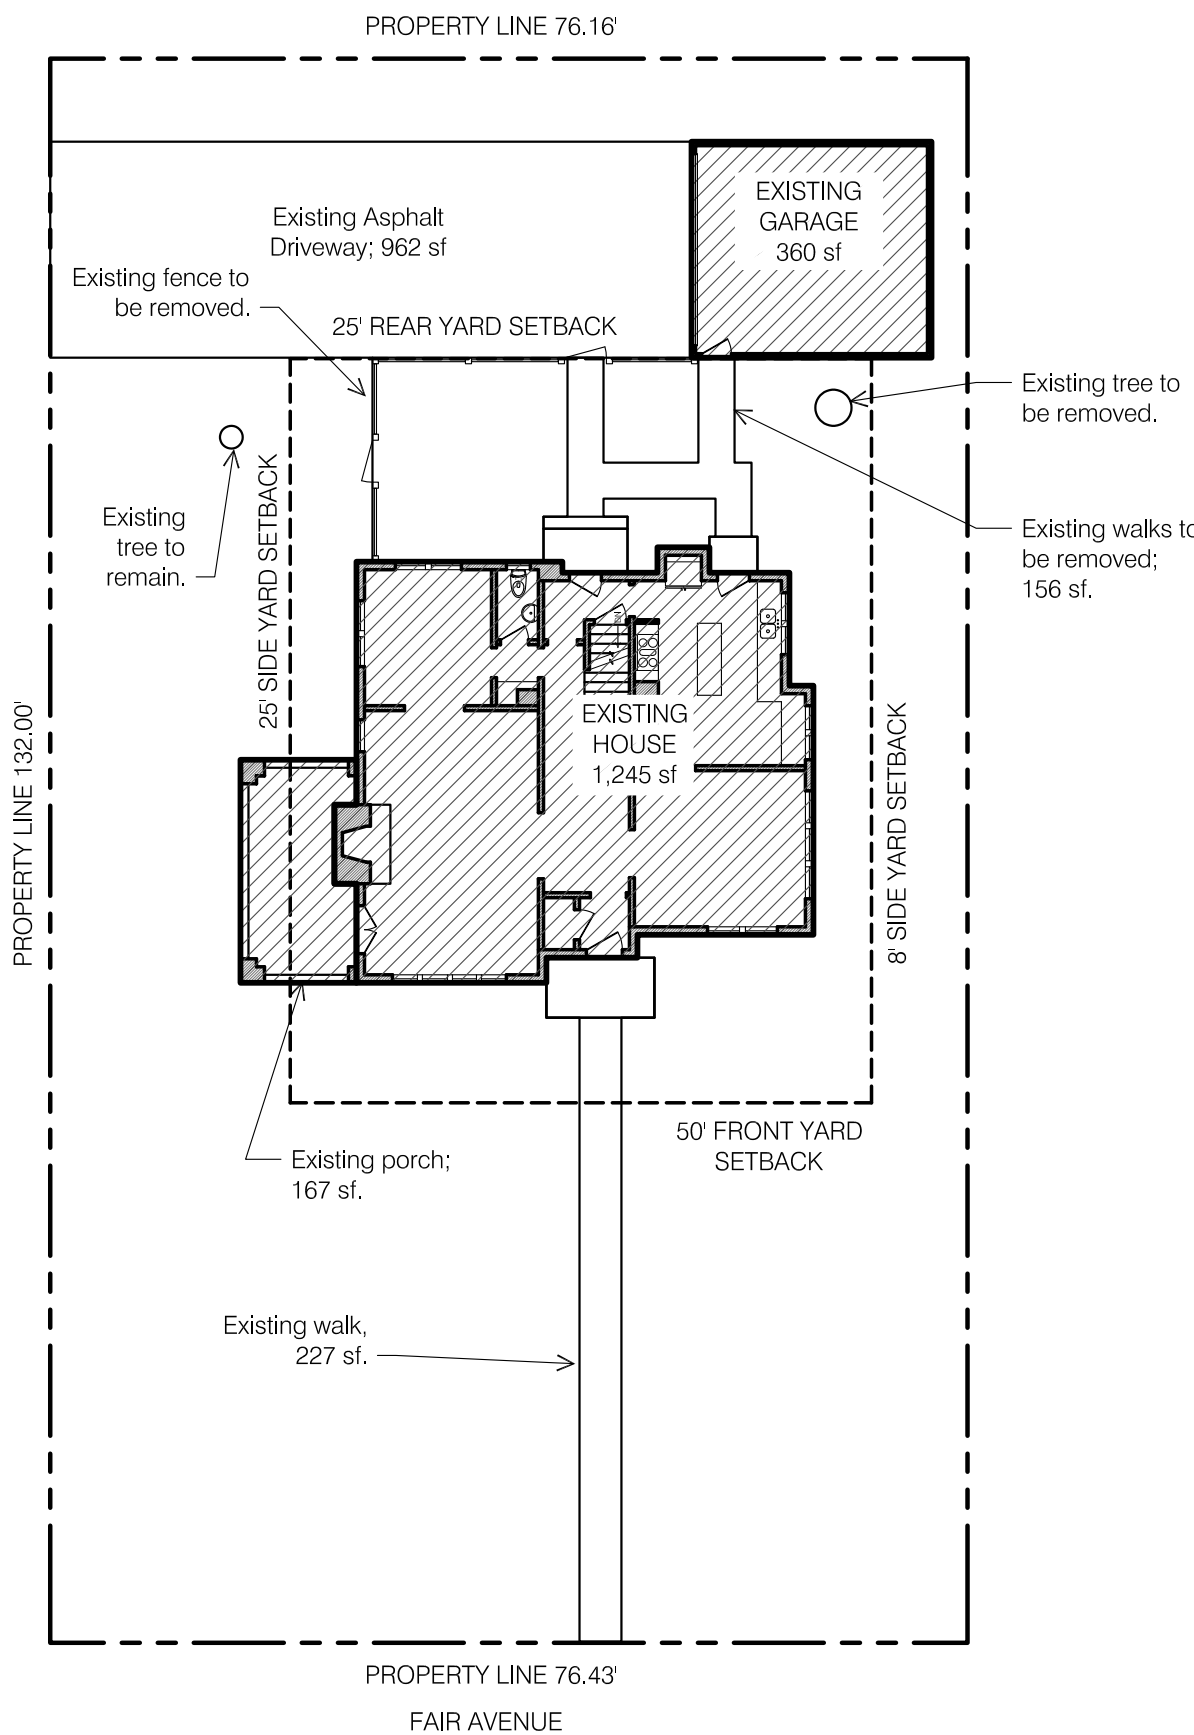 PROPERTY LINE 76.16'
EXISTING
GARAGE
360 sf
Existing Asphalt
Driveway; 962 sf
Existing fence to
be removed.
25' REAR YARD SETBACK
Existing tree to
be removed.
25' SIDE YARD SETBACK
Existing
tree to
remain.
Existing walks to
be removed;
156 sf.
EXISTING
HOUSE
1,245 sf
PROPERTY LINE 132.00'
8' SIDE YARD SETBACK
50' FRONT YARD
SETBACK
Existing porch;
167 sf.
Existing walk,
227 sf.
PROPERTY LINE 76.43'
FAIR AVENUE